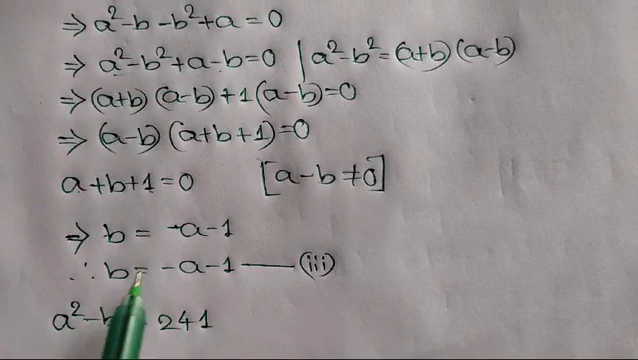 ⇒ a²-b-b²+a=0
⇒ a²-b²+a-b=0 | a²-b²=(a+b)(a-b)
⇒ (a+b)(a-b)+1(a-b)=0
⇒ (a-b)(a+b+1)=0
a+b+1=0 [a-b≠0]
⇒ b = -a-1
∴ b = -a-1 —— (iii)
a²-b 241